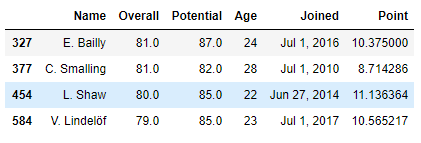 Name Overall Potential Age Joined Point
327 E. Bailly 81.0 87.0 24 Jul 1, 2016 10.375000
377 C. Smalling 81.0 82.0 28 Jul 1, 2010 8.714286
454 L. Shaw 80.0 85.0 22 Jun 27, 2014 11.136364
584 V. Lindelöf 79.0 85.0 23 Jul 1, 2017 10.565217